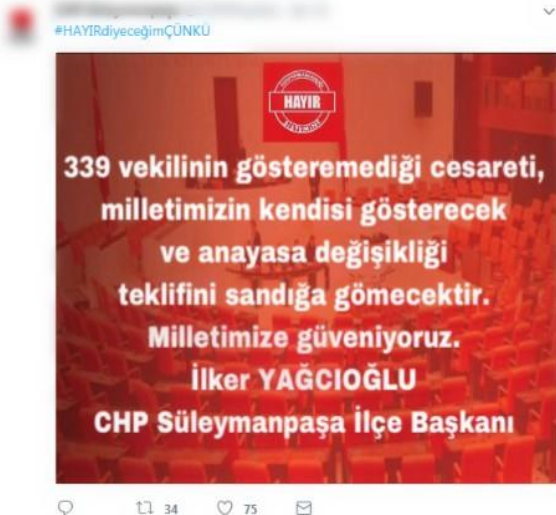 #HAYIRdiyeceğimÇÜNKÜ
HAYIR
339 vekilinin gösteremediği cesareti,
milletimizin kendisi gösterecek
ve anayasa değişikliği
teklifini sandığa gömecektir.
Milletimize güveniyoruz.
İlker YAĞCIOĞLU
CHP Süleymanpaşa İlçe Başkanı
34 75